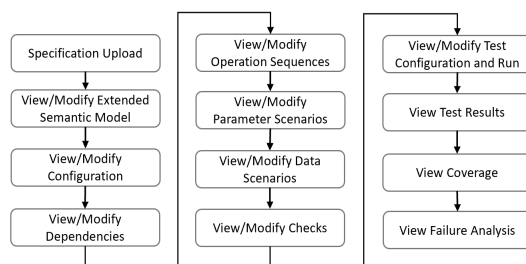 Specification Upload
View/Modify Extended
Semantic Model
View/Modify
Configuration
View/Modify
Dependencies
View/Modify
Operation Sequences
View/Modify
Parameter Scenarios
View/Modify Data
Scenarios
View/Modify Checks
View/Modify Test
Configuration and Run
View Test Results
View Coverage
View Failure Analysis